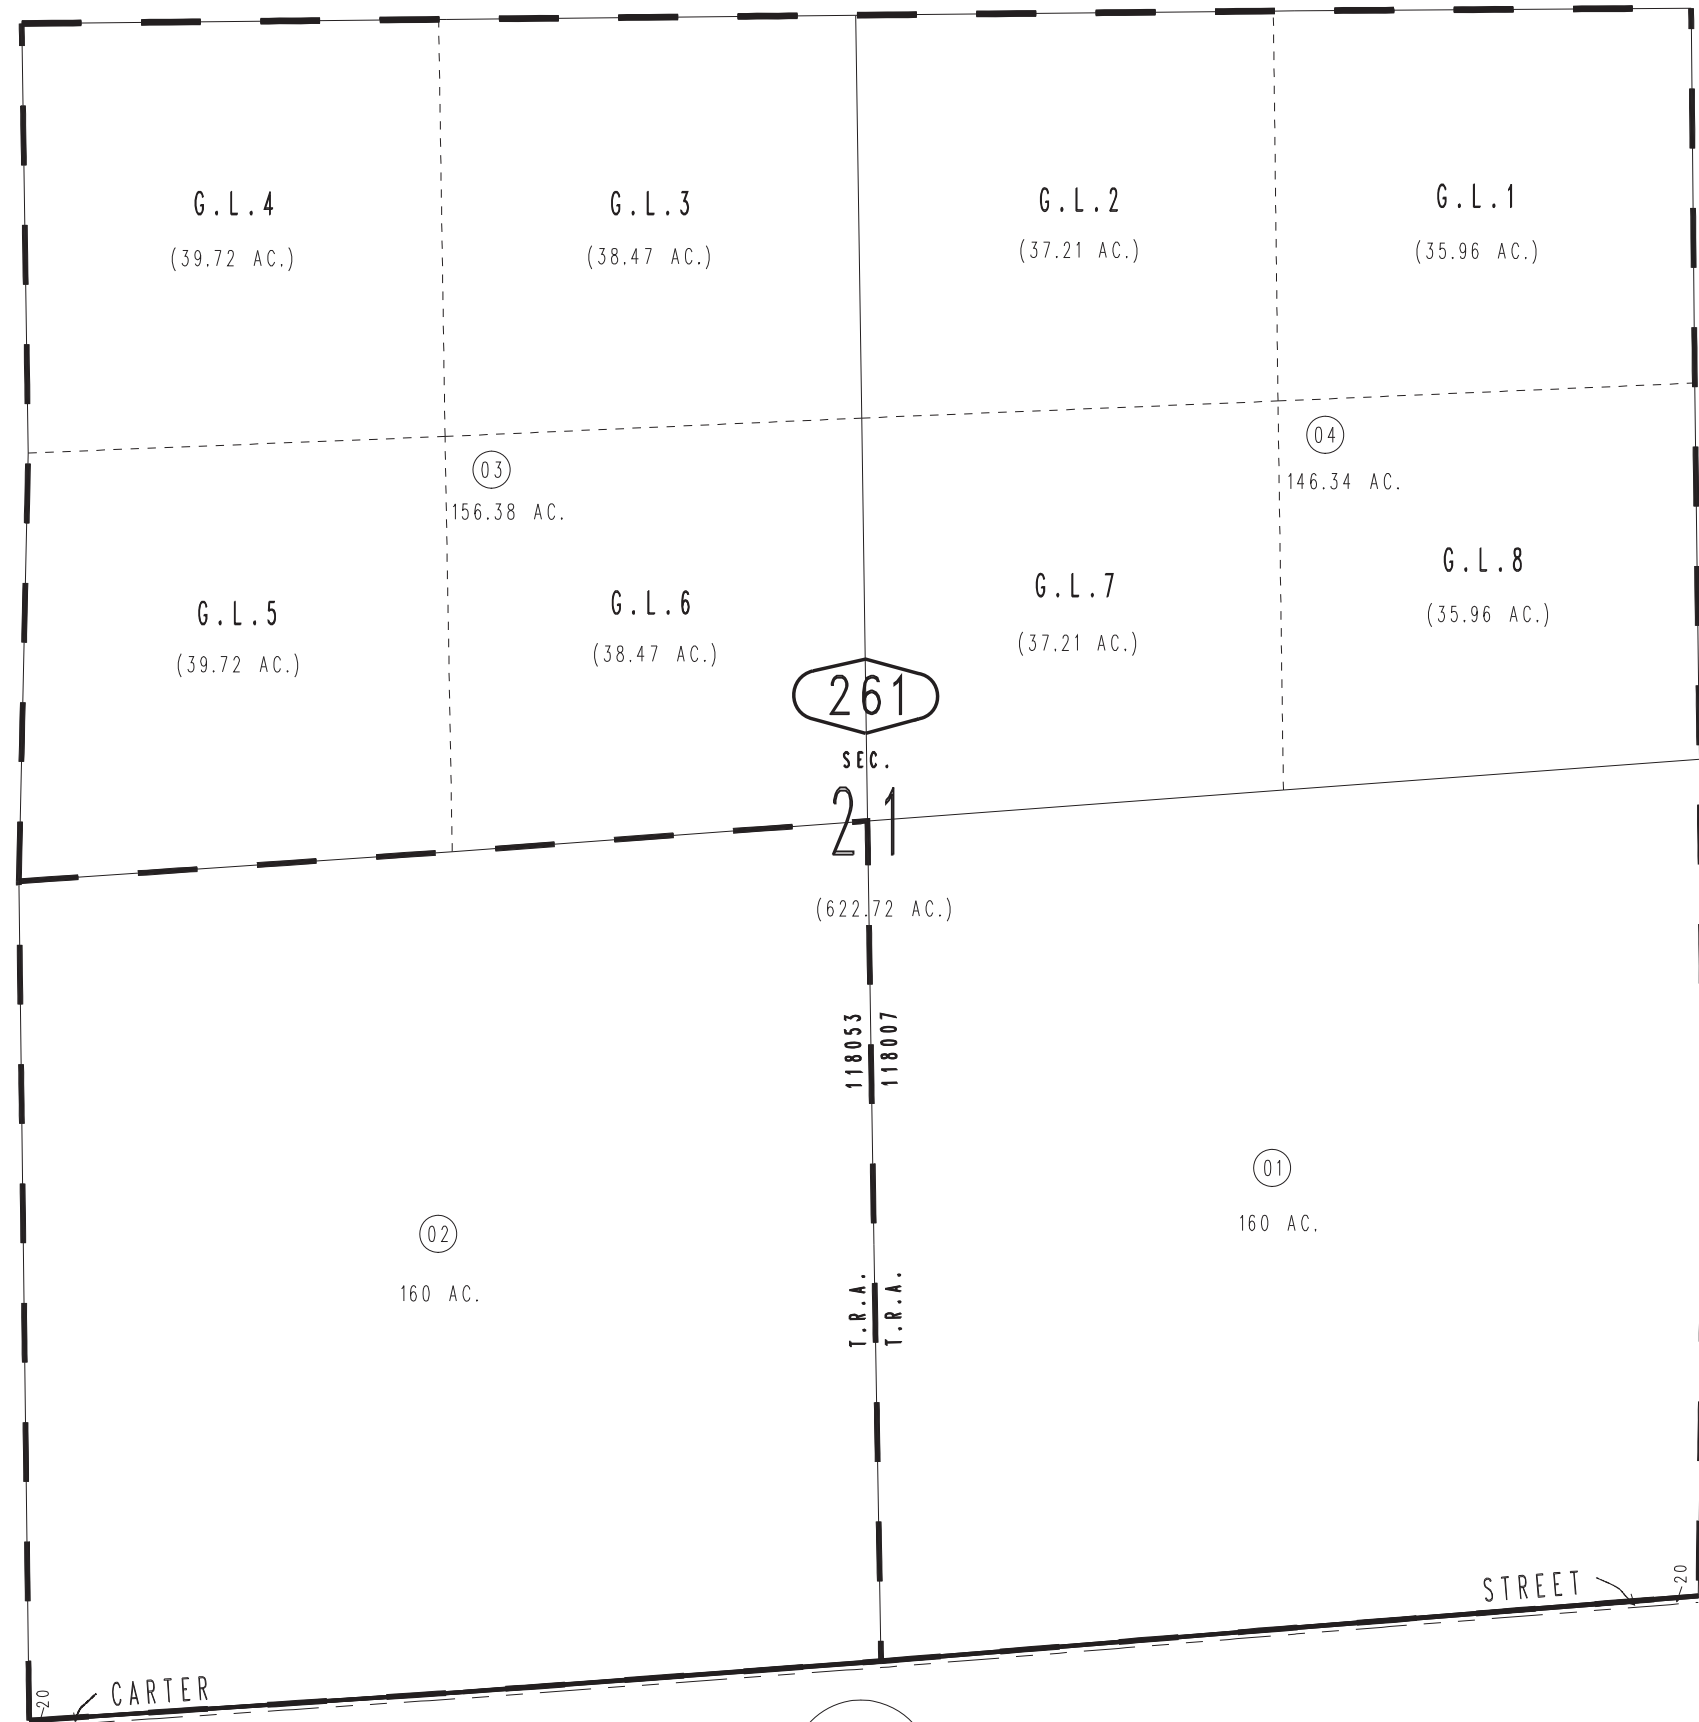 G.L.4
(39.72 AC.)
G.L.3
(38.47 AC.)
G.L.2
(37.21 AC.)
G.L.1
(35.96 AC.)
03
156.38 AC.
04
146.34 AC.
G.L.5
(39.72 AC.)
G.L.6
(38.47 AC.)
G.L.7
(37.21 AC.)
G.L.8
(35.96 AC.)
261
SEC.
21
(622.72 AC.)
118053
118007
02
160 AC.
01
160 AC.
T.R.A.
T.R.A.
20
CARTER
STREET
20